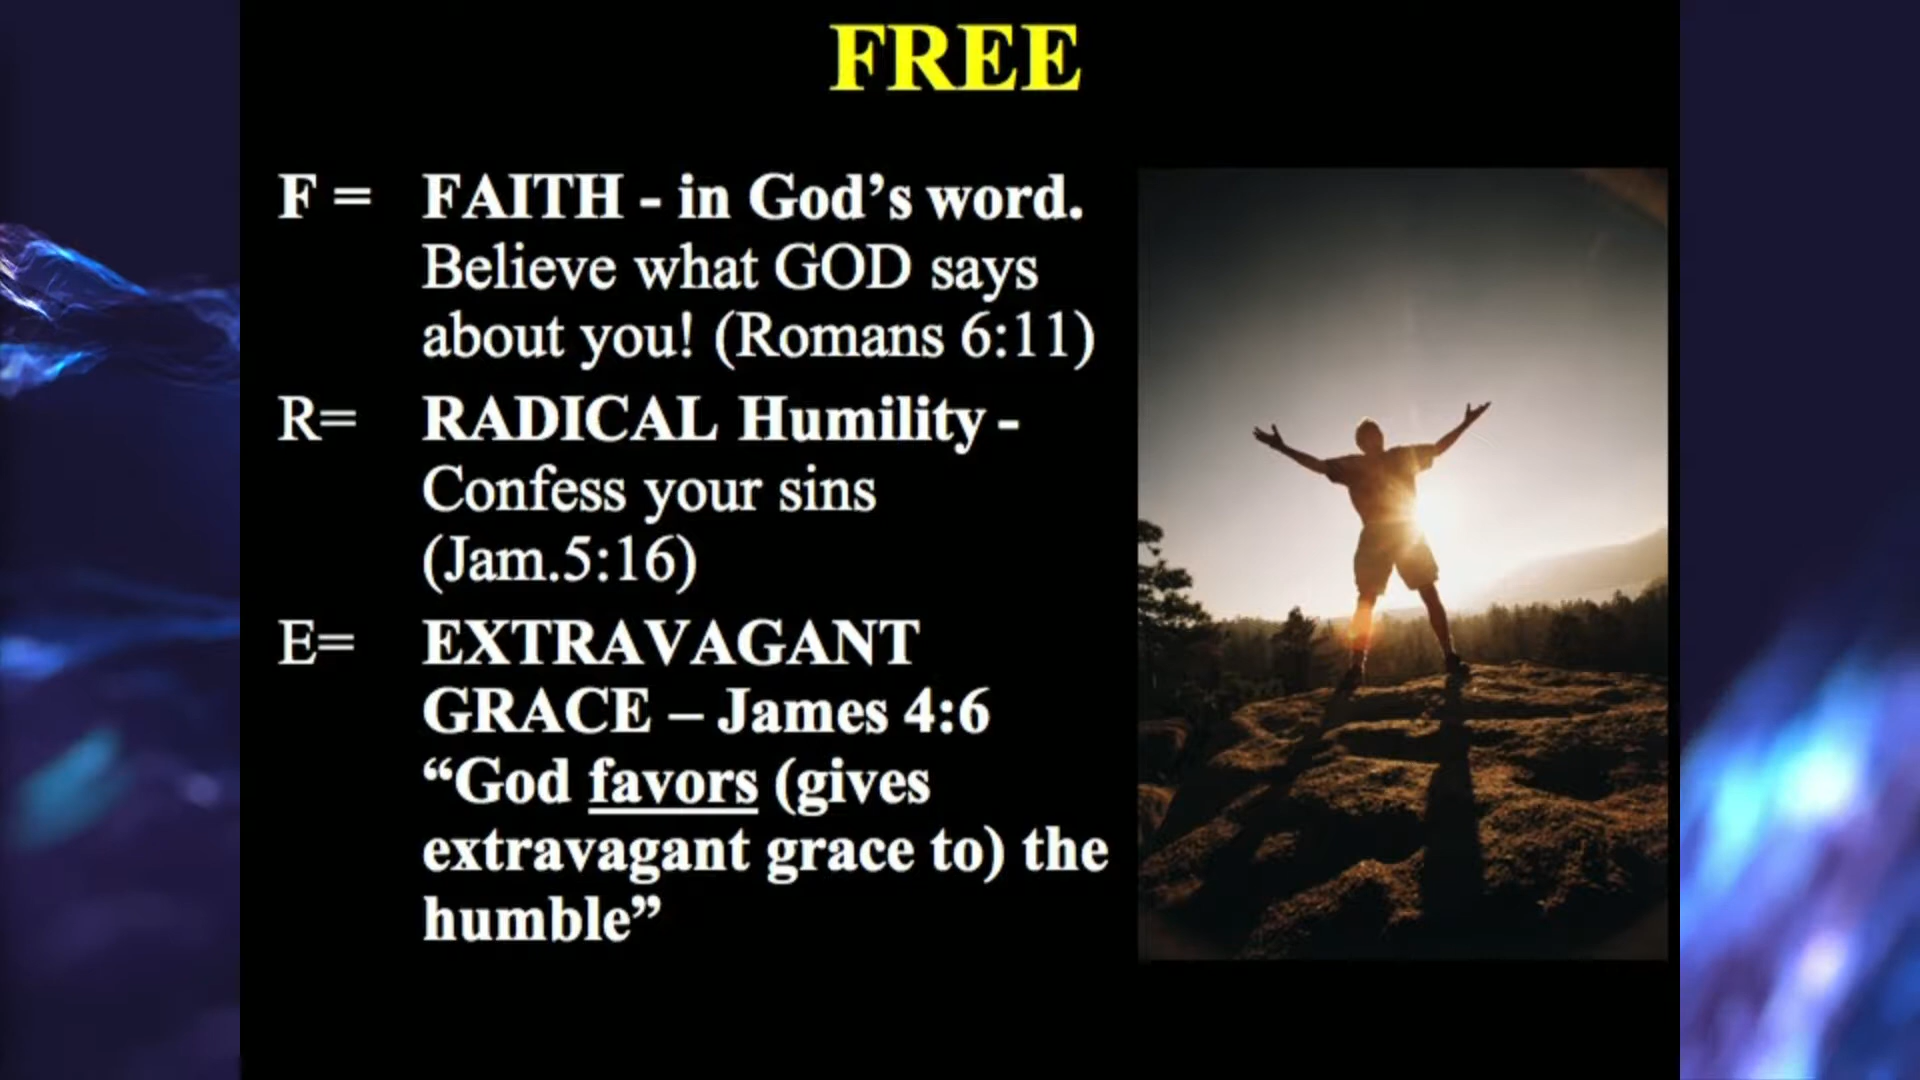 FREE
F = FAITH - in God’s word.
Believe what GOD says
about you! (Romans 6:11)
R= RADICAL Humility -
Confess your sins
(Jam.5:16)
E= EXTRAVAGANT
GRACE – James 4:6
“God favors (gives
extravagant grace to) the
humble”